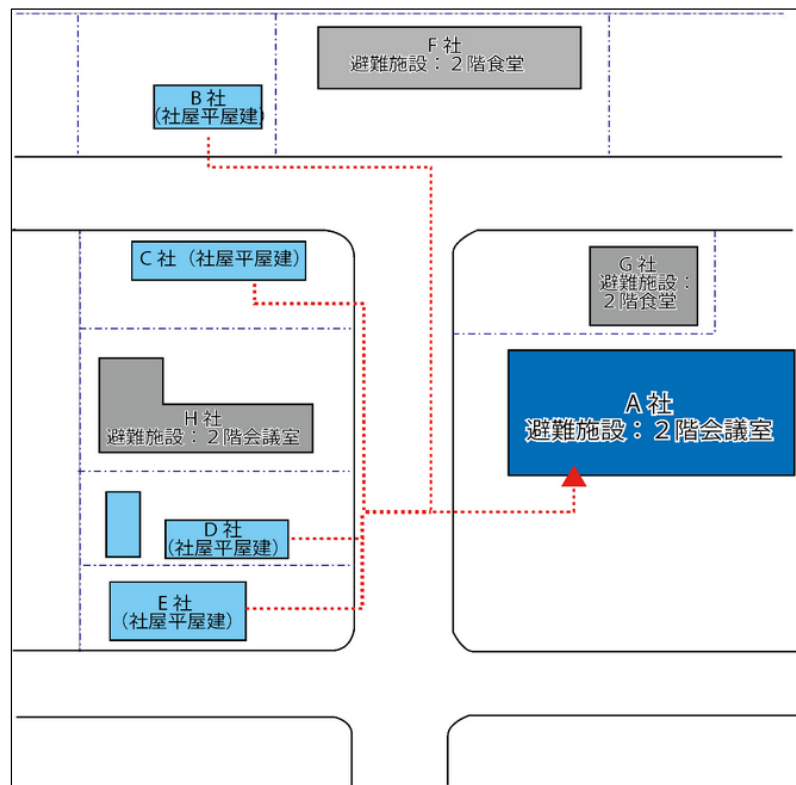 F 社
避難施設：２階食堂
B 社
（社屋平屋建）
C 社（社屋平屋建）
G 社
避難施設：
２階食堂
A 社
避難施設：２階会議室
H 社
避難施設：２階会議室
D 社
（社屋平屋建）
E 社
（社屋平屋建）